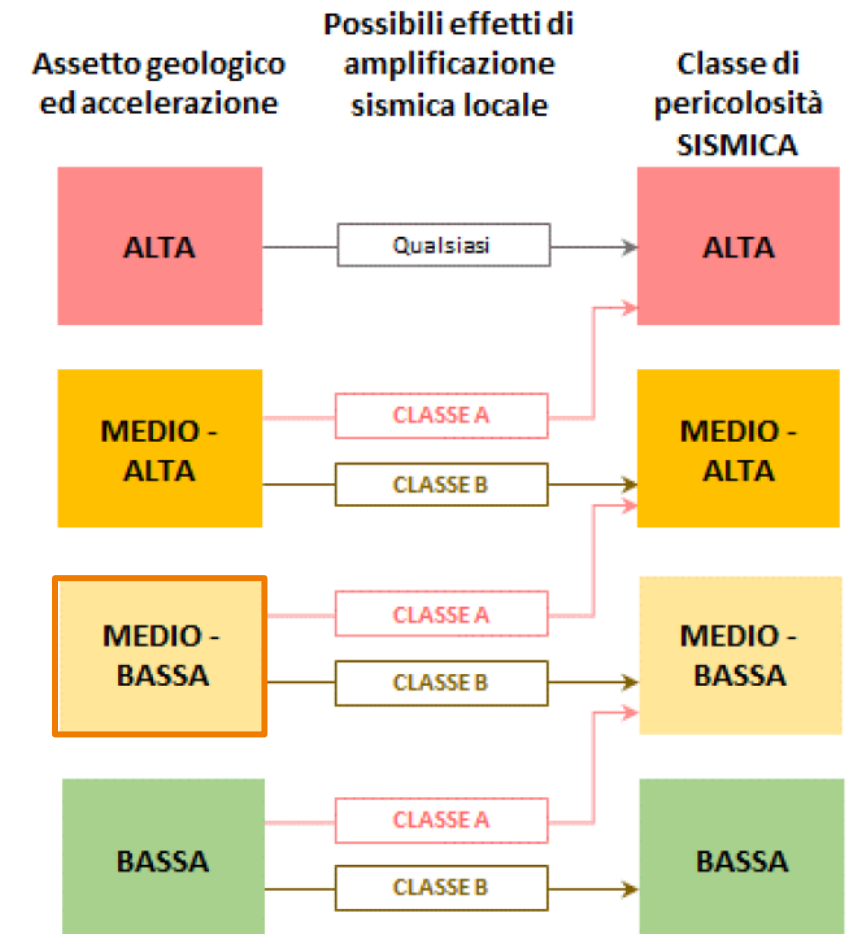 Assetto geologico
ed accelerazione
Possibili effetti di
amplificazione
sismica locale
Classe di
pericolosità
SISMICA
ALTA
Qualsiasi
ALTA
MEDIO -
ALTA
CLASSE A
CLASSE B
MEDIO -
ALTA
MEDIO -
BASSA
CLASSE A
CLASSE B
MEDIO -
BASSA
BASSA
CLASSE A
CLASSE B
BASSA